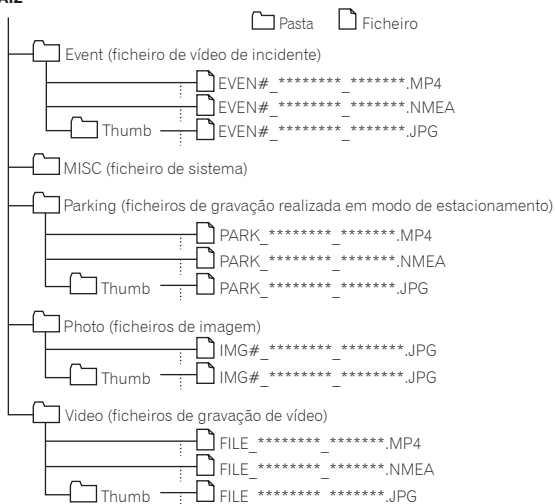 Pasta Ficheiro
Event (ficheiro de vídeo de incidente)
EVEN#_********_*******.MP4
EVEN#_********_*******.NMEA
Thumb EVEN#_********_*******.JPG
MISC (ficheiro de sistema)
Parking (ficheiros de gravação realizada em modo de estacionamento)
PARK_********_*******.MP4
PARK_********_*******.NMEA
Thumb PARK_********_*******.JPG
Photo (ficheiros de imagem)
IMG#_********_*******.JPG
Thumb IMG#_********_*******.JPG
Video (ficheiros de gravação de vídeo)
FILE_********_*******.MP4
FILE_********_*******.NMEA
Thumb FILE_********_*******.JPG